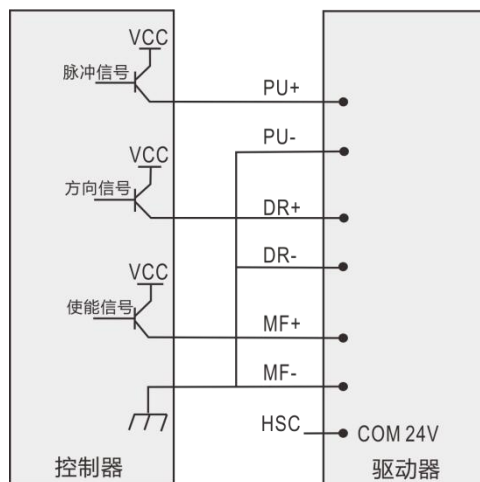 VCC
脉冲信号
PU+
PU-
VCC
方向信号
DR+
DR-
VCC
使能信号
MF+
MF-
HSC
COM 24V
控制器
驱动器